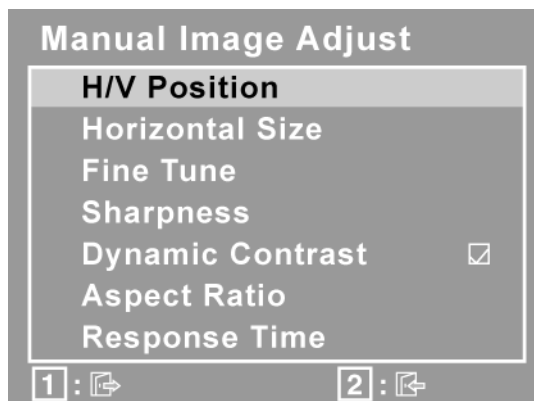 Manual Image Adjust
H/V Position
Horizontal Size
Fine Tune
Sharpness
Dynamic Contrast
Aspect Ratio
Response Time
1: 2: